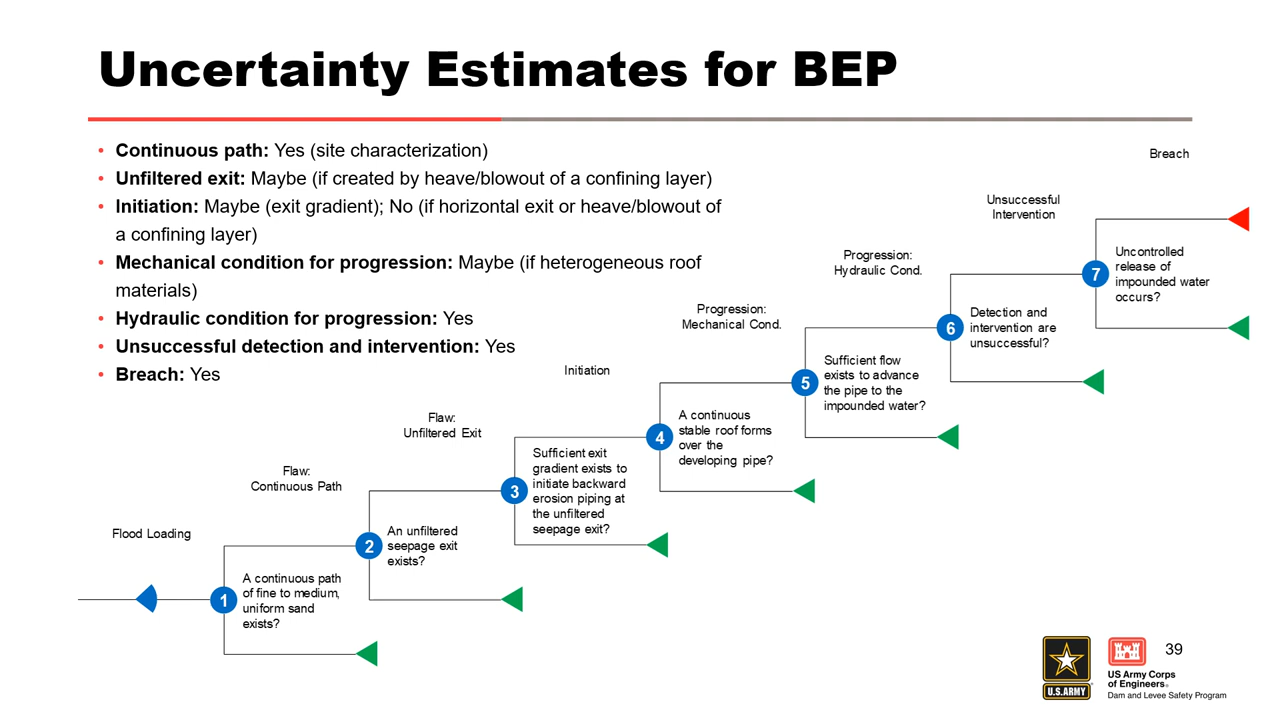 Uncertainty Estimates for BEP
• Continuous path: Yes (site characterization)
• Unfiltered exit: Maybe (if created by heave/blowout of a confining layer)
• Initiation: Maybe (exit gradient); No (if horizontal exit or heave/blowout of
a confining layer)
• Mechanical condition for progression: Maybe (if heterogeneous roof
materials)
• Hydraulic condition for progression: Yes
• Unsuccessful detection and intervention: Yes
• Breach: Yes
Flood Loading
1
A continuous path
of fine to medium,
uniform sand
exists?
Flaw:
Continuous Path
2
An unfiltered
seepage exit
exists?
Flaw:
Unfiltered Exit
3
Sufficient exit
gradient exists to
initiate backward
erosion piping at
the unfiltered
seepage exit?
Initiation
4
A continuous
stable roof forms
over the
developing pipe?
Progression:
Mechanical Cond.
5
Sufficient flow
exists to advance
the pipe to the
impounded water?
Progression:
Hydraulic Cond.
6
Detection and
intervention are
unsuccessful?
Unsuccessful
Intervention
7
Uncontrolled
release of
impounded water
occurs?
Breach
U.S.ARMY
US Army Corps
of Engineers®
Dam and Levee Safety Program
39